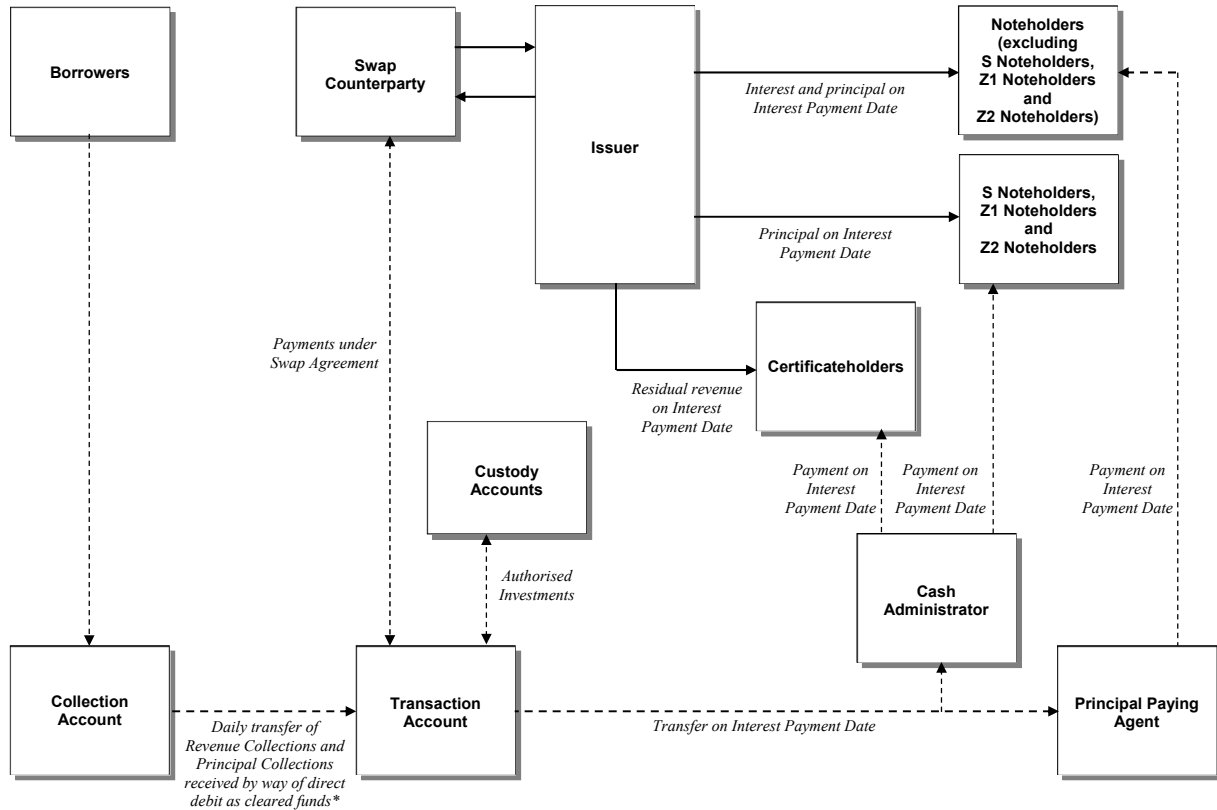 Borrowers
Swap
Counterparty
Issuer
Noteholders
(excluding
S Noteholders,
Z1 Noteholders
and
Z2 Noteholders)
Interest and principal on
Interest Payment Date
S Noteholders,
Z1 Noteholders
and
Z2 Noteholders
Principal on Interest
Payment Date
Payments under
Swap Agreement
Certificateholders
Residual revenue
on Interest
Payment Date
Custody
Accounts
Payment on
Interest
Payment Date
Payment on
Interest
Payment Date
Payment on
Interest
Payment Date
Authorised
Investments
Cash
Administrator
Collection
Account
Transaction
Account
Principal Paying
Agent
Daily transfer of
Revenue Collections and
Principal Collections
received by way of direct
debit as cleared funds*
Transfer on Interest Payment Date